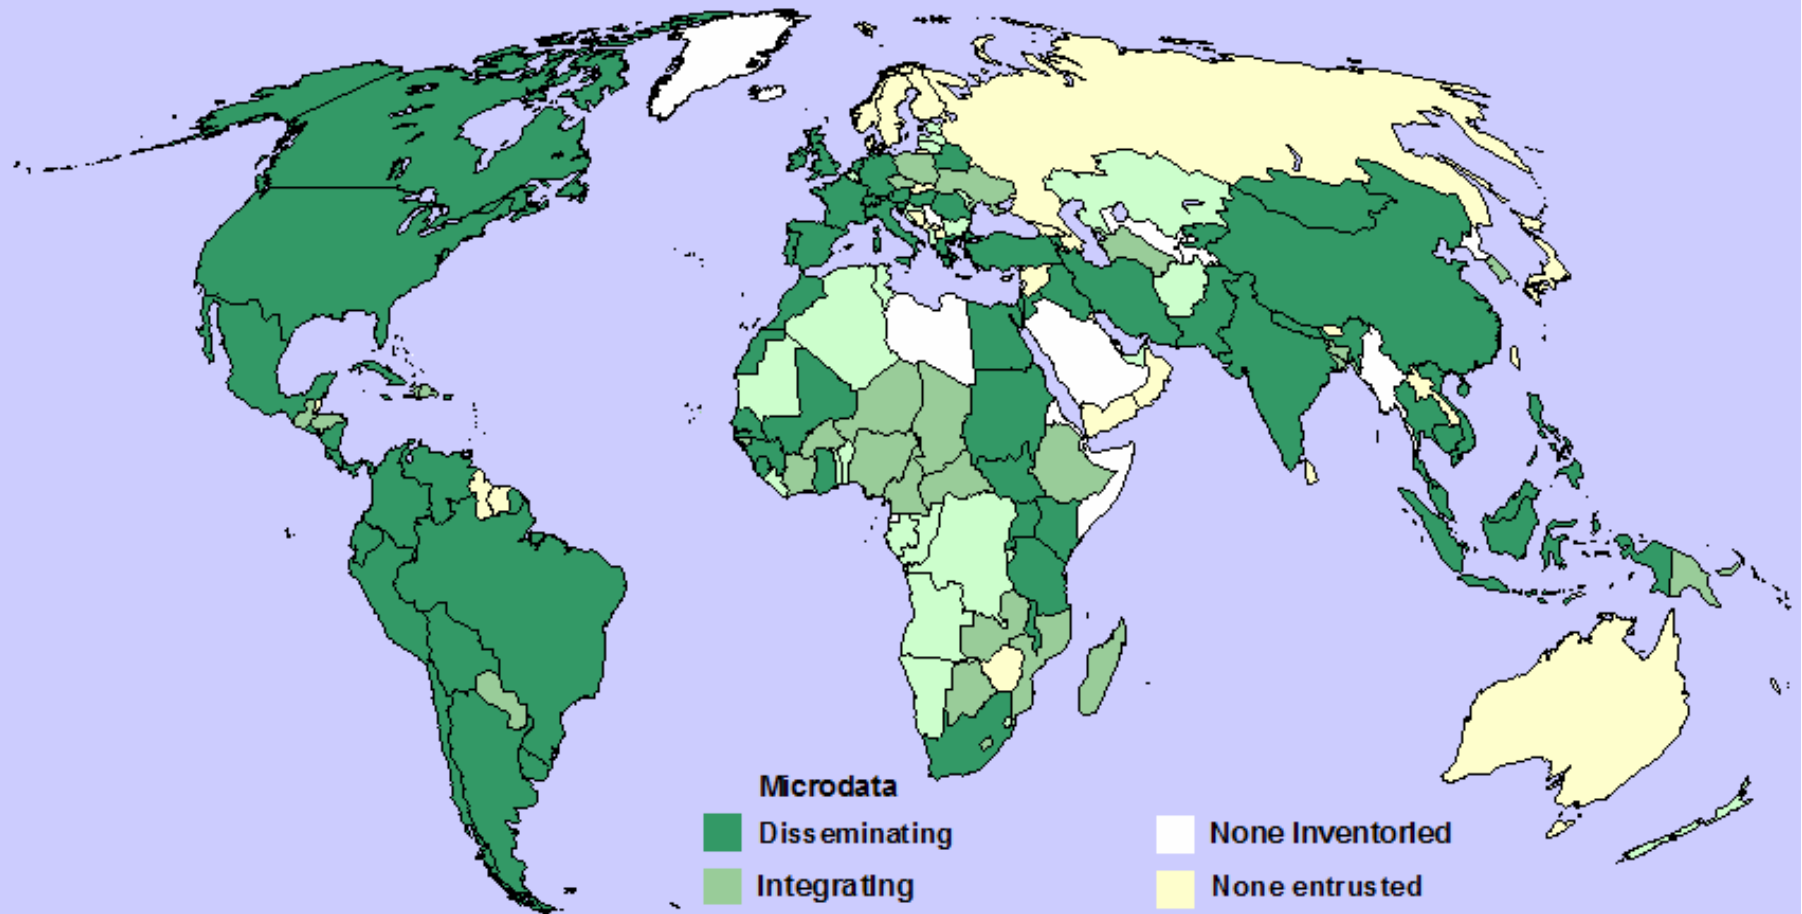 Microdata
Disseminating
None Inventoried
Integrating
None entrusted